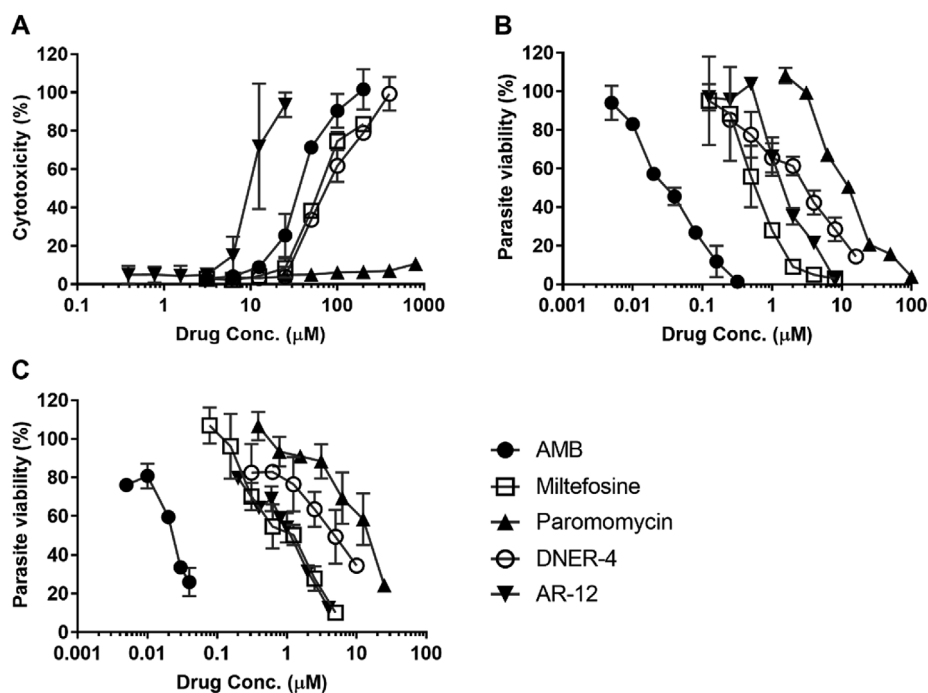 A
120
100
80
60
40
20
0
Cytotoxicity (%)
0.1 1 10 100 1000
Drug Conc. (μM)
B
120
100
80
60
40
20
0
Parasite viability (%)
0.001 0.01 0.1 1 10 100
Drug Conc. (μM)
C
120
100
80
60
40
20
0
Parasite viability (%)
0.001 0.01 0.1 1 10 100
Drug Conc. (μM)
AMB
Miltefosine
Paromomycin
DNER-4
AR-12